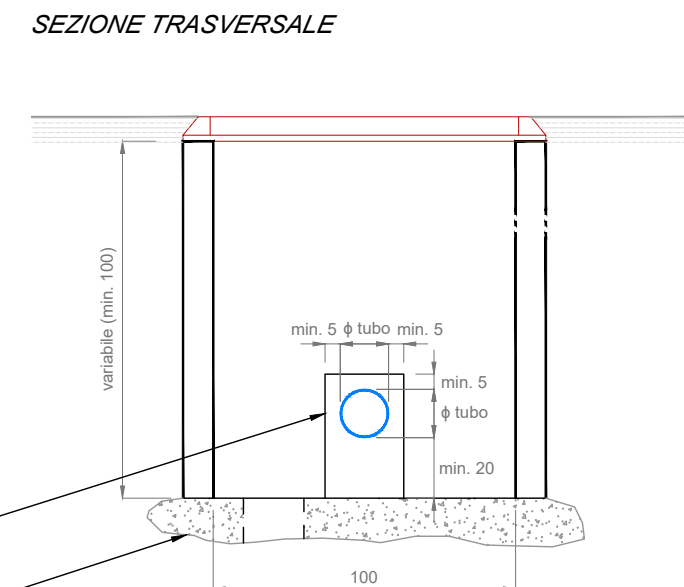 SEZIONE TRASVERSALE
variabile (min. 100)
min. 5 ϕ tubo min. 5
min. 5
ϕ tubo
min. 20
100